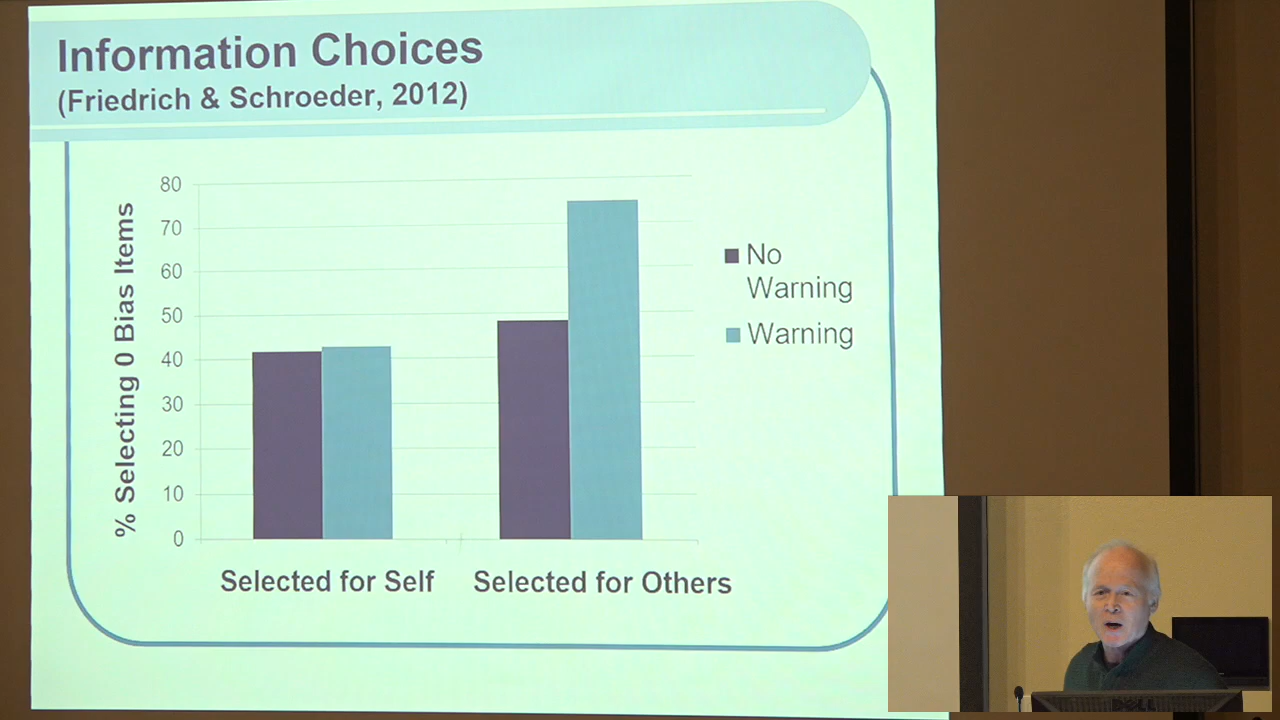 Information Choices
(Friedrich & Schroeder, 2012)
% Selecting 0 Bias Items
80
70
60
50
40
30
20
10
0
No
Warning
Warning
Selected for Self
Selected for Others
DELL